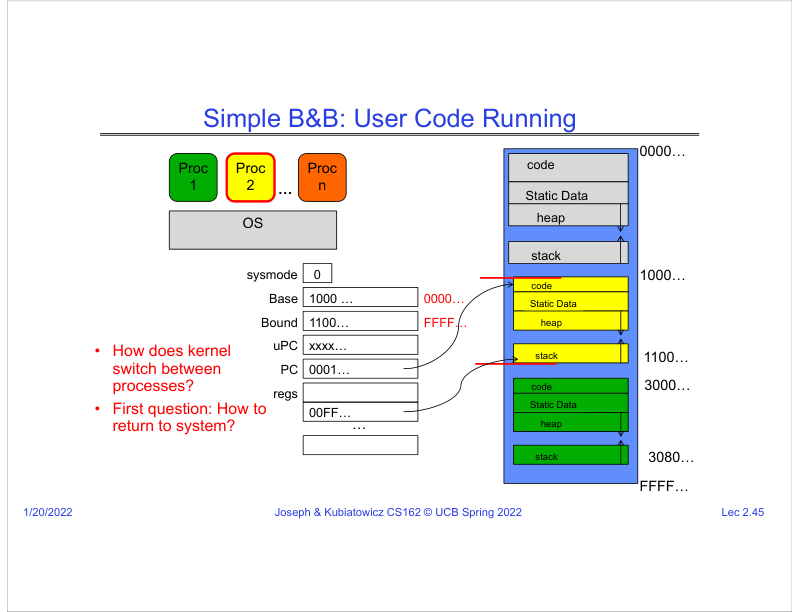 Simple B&B: User Code Running
Proc
1
Proc
2
...
Proc
n
OS
sysmode
0
Base
1000 …
0000…
Bound
1100…
FFFF…
uPC
xxxx…
PC
0001…
regs
00FF…
…
• How does kernel
switch between
processes?
• First question: How to
return to system?
code
Static Data
heap
stack
code
Static Data
heap
stack
code
Static Data
heap
stack
0000…
1000…
1100…
3000…
3080…
FFFF…
1/20/2022
Joseph & Kubiatowicz CS162 © UCB Spring 2022
Lec 2.45